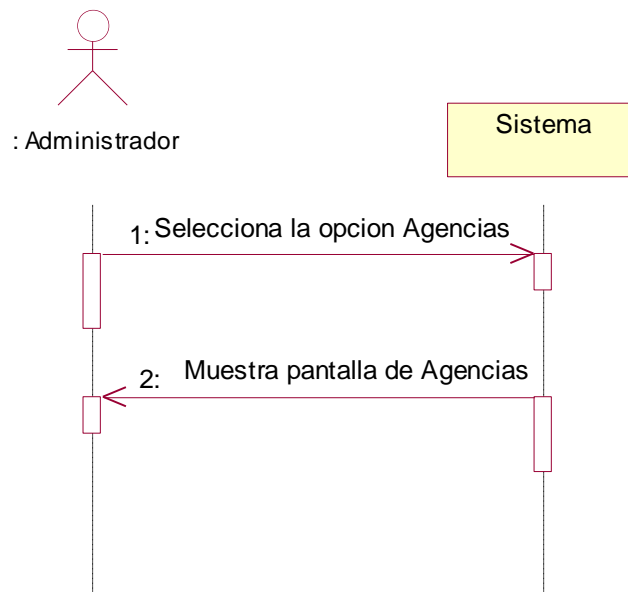 : Administrador
Sistema
1: Selecciona la opcion Agencias
2: Muestra pantalla de Agencias